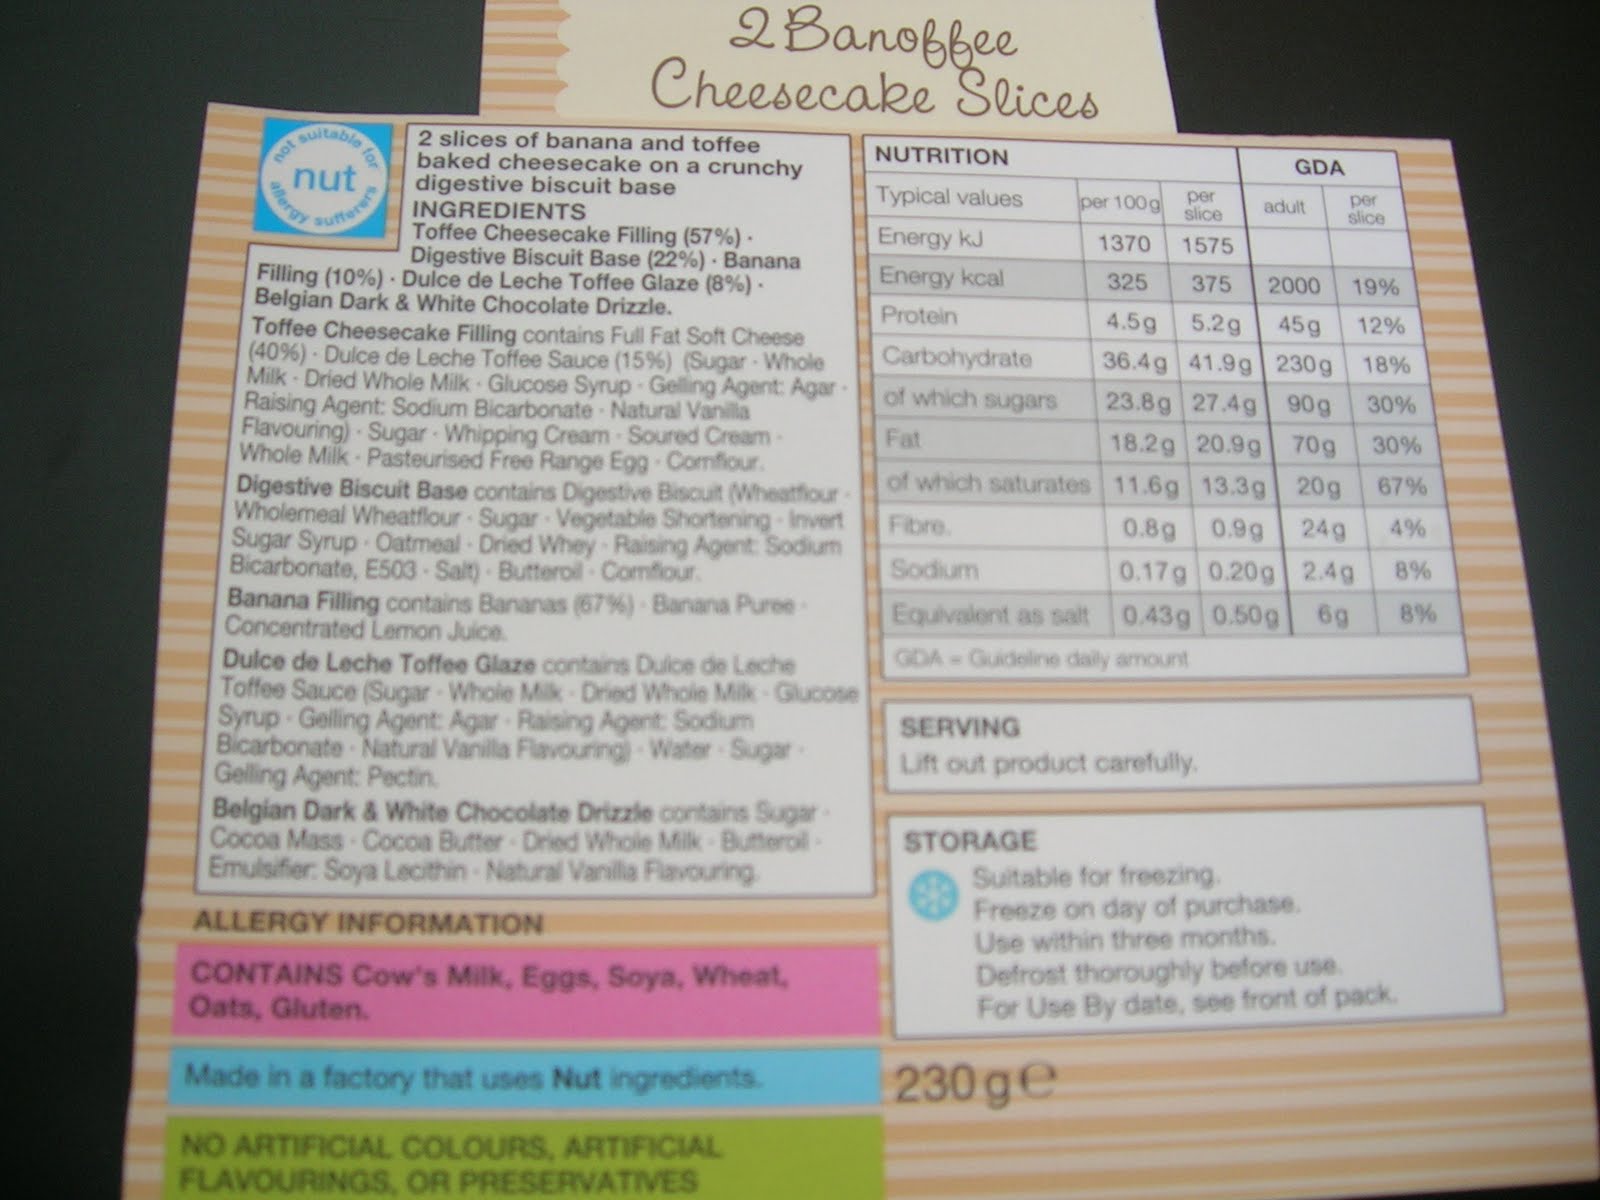 2 Banoffee
Cheesecake Slices
not suitable for
nut
allergy sufferers
2 slices of banana and toffee
baked cheesecake on a crunchy
digestive biscuit base
INGREDIENTS
Toffee Cheesecake Filling (57%) ·
Digestive Biscuit Base (22%) · Banana
Filling (10%) · Dulce de Leche Toffee Glaze (8%) ·
Belgian Dark & White Chocolate Drizzle.
Toffee Cheesecake Filling contains Full Fat Soft Cheese
(40%) · Dulce de Leche Toffee Sauce (15%) (Sugar · Whole
Milk · Dried Whole Milk · Glucose Syrup · Gelling Agent: Agar ·
Raising Agent: Sodium Bicarbonate · Natural Vanilla
Flavouring) · Sugar · Whipping Cream · Soured Cream ·
Whole Milk · Pasteurised Free Range Egg · Cornflour.
Digestive Biscuit Base contains Digestive Biscuit (Wheatflour ·
Wholemeal Wheatflour · Sugar · Vegetable Shortening · Invert
Sugar Syrup · Oatmeal · Dried Whey · Raising Agent: Sodium
Bicarbonate, E503 · Salt) · Butteroil · Cornflour.
Banana Filling contains Bananas (67%) · Banana Puree ·
Concentrated Lemon Juice.
Dulce de Leche Toffee Glaze contains Dulce de Leche
Toffee Sauce (Sugar · Whole Milk · Dried Whole Milk · Glucose
Syrup · Gelling Agent: Agar · Raising Agent: Sodium
Bicarbonate · Natural Vanilla Flavouring) · Water · Sugar ·
Gelling Agent: Pectin.
Belgian Dark & White Chocolate Drizzle contains Sugar ·
Cocoa Mass · Cocoa Butter · Dried Whole Milk · Butteroil ·
Emulsifier: Soya Lecithin · Natural Vanilla Flavouring.
ALLERGY INFORMATION
CONTAINS Cow's Milk, Eggs, Soya, Wheat,
Oats, Gluten.
Made in a factory that uses Nut ingredients.
NO ARTIFICIAL COLOURS, ARTIFICIAL
FLAVOURINGS, OR PRESERVATIVES
NUTRITION GDA
Typical values per 100g per slice adult per slice
Energy kJ 1370 1575
Energy kcal 325 375 2000 19%
Protein 4.5g 5.2g 45g 12%
Carbohydrate 36.4g 41.9g 230g 18%
of which sugars 23.8g 27.4g 90g 30%
Fat 18.2g 20.9g 70g 30%
of which saturates 11.6g 13.3g 20g 67%
Fibre. 0.8g 0.9g 24g 4%
Sodium 0.17g 0.20g 2.4g 8%
Equivalent as salt 0.43g 0.50g 6g 8%
GDA = Guideline daily amount
SERVING
Lift out product carefully.
STORAGE
Suitable for freezing.
Freeze on day of purchase.
Use within three months.
Defrost thoroughly before use.
For Use By date, see front of pack.
230g℮